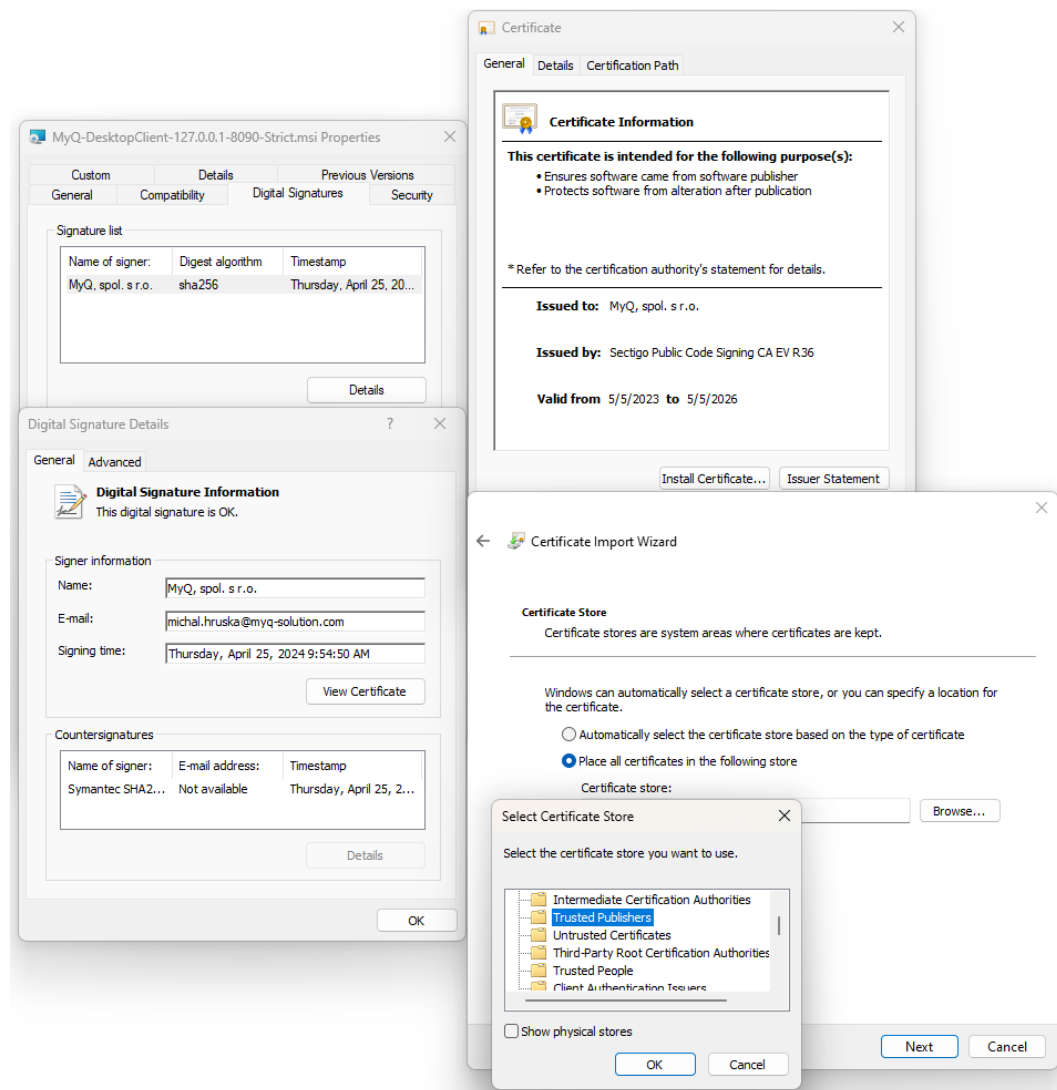 Certificate
General Details Certification Path
Certificate Information
This certificate is intended for the following purpose(s):
• Ensures software came from software publisher
• Protects software from alteration after publication
* Refer to the certification authority's statement for details.
Issued to: MyQ, spol. s r.o.
Issued by: Sectigo Public Code Signing CA EV R36
Valid from 5/5/2023 to 5/5/2026
Install Certificate... Issuer Statement
MyQ-DesktopClient-127.0.0.1-8090-Strict.msi Properties
Custom Details Previous Versions
General Compatibility Digital Signatures Security
Signature list
Name of signer: Digest algorithm Timestamp
MyQ, spol. s r.o. sha256 Thursday, April 25, 20...
Details
Digital Signature Details ?
General Advanced
Digital Signature Information
This digital signature is OK.
Signer information
Name: MyQ, spol. s r.o.
E-mail: michal.hruska@myq-solution.com
Signing time: Thursday, April 25, 2024 9:54:50 AM
View Certificate
Countersignatures
Name of signer: E-mail address: Timestamp
Symantec SHA2... Not available Thursday, April 25, 2...
Details
OK
Certificate Import Wizard
Certificate Store
Certificate stores are system areas where certificates are kept.
Windows can automatically select a certificate store, or you can specify a location for
the certificate.
Automatically select the certificate store based on the type of certificate
Place all certificates in the following store
Certificate store:
Browse...
Select Certificate Store
Select the certificate store you want to use.
Intermediate Certification Authorities
Trusted Publishers
Untrusted Certificates
Third-Party Root Certification Authorities
Trusted People
Client Authentication Issuers
Show physical stores
OK Cancel
Next Cancel